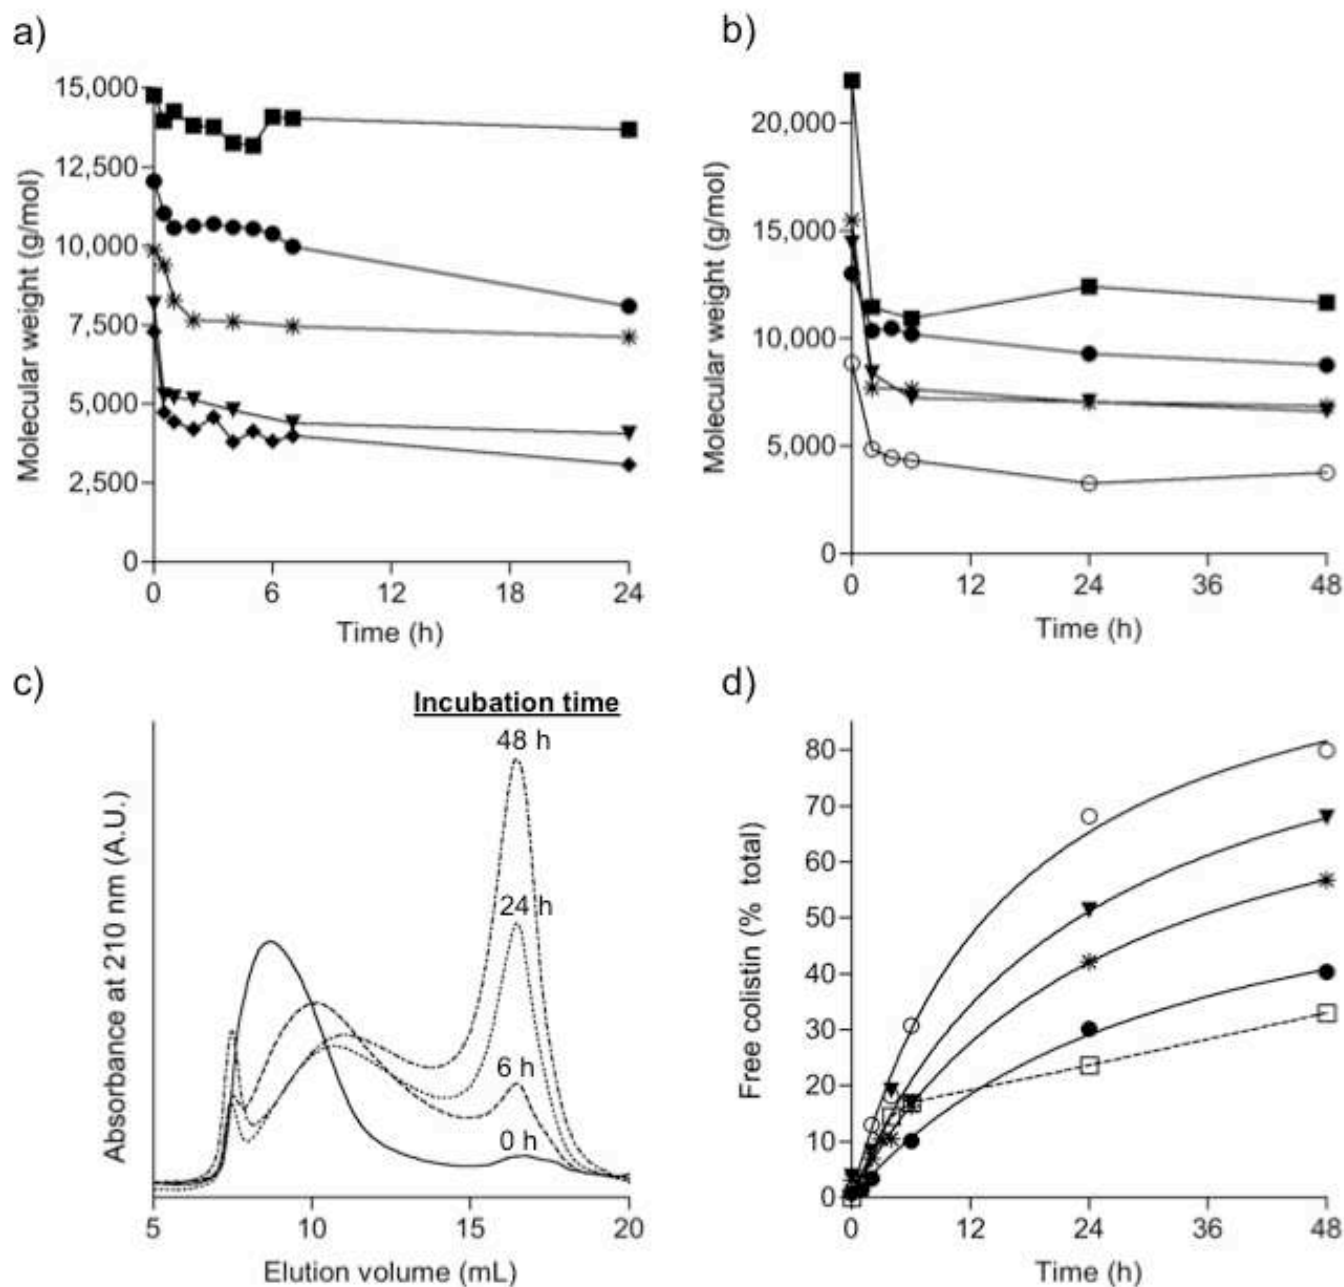 a)
15,000
12,500
10,000
7,500
5,000
2,500
0
Molecular weight (g/mol)
0 6 12 18 24
Time (h)
b)
20,000
15,000
10,000
5,000
0
Molecular weight (g/mol)
0 12 24 36 48
Time (h)
c)
Incubation time
48 h
24 h
6 h
0 h
Absorbance at 210 nm (A.U.)
5 10 15 20
Elution volume (mL)
d)
80
70
60
50
40
30
20
10
0
Free colistin (% total)
0 12 24 36 48
Time (h)